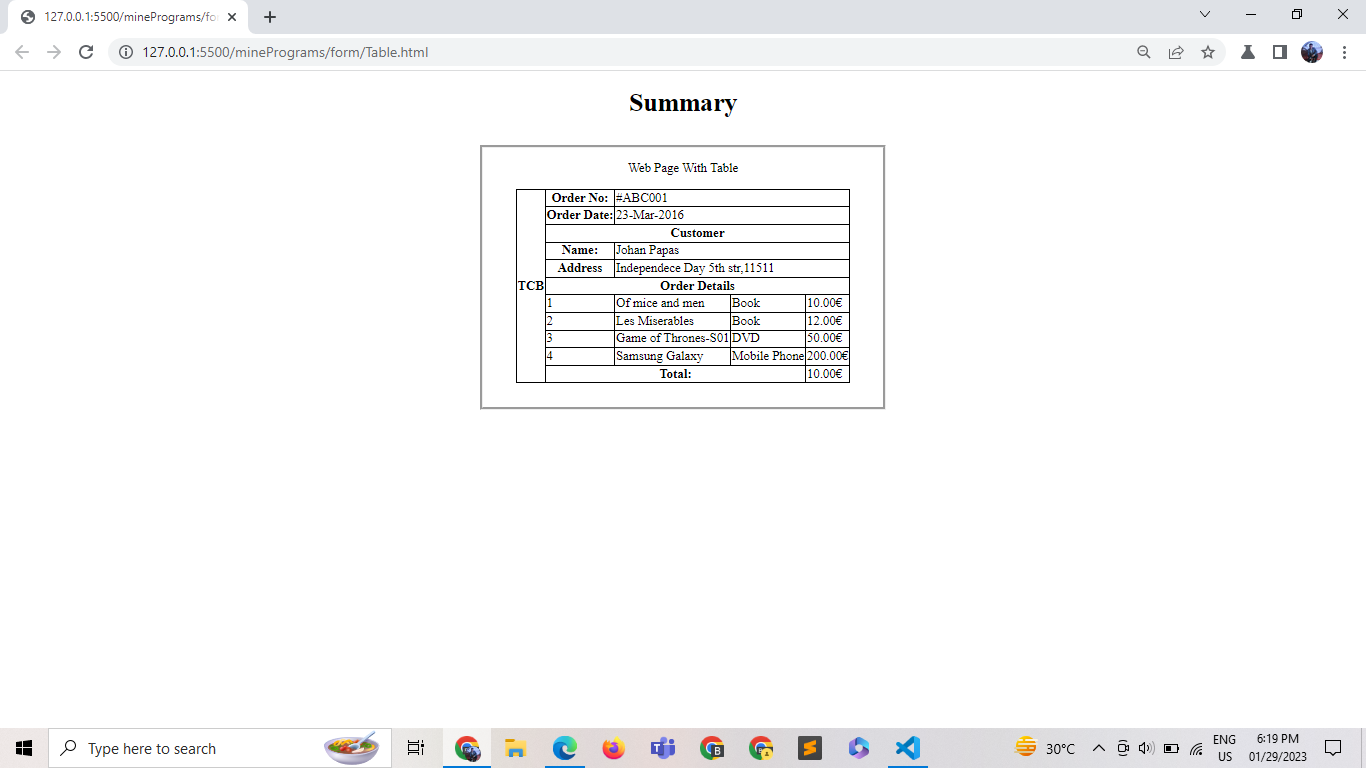 127.0.0.1:5500/minePrograms/fo
127.0.0.1:5500/minePrograms/form/Table.html
Summary
Web Page With Table
TCB
Order No: #ABC001
Order Date: 23-Mar-2016
Customer
Name: Johan Papas
Address Independece Day 5th str,11511
Order Details
1 Of mice and men Book 10.00€
2 Les Miserables Book 12.00€
3 Game of Thrones-S01 DVD 50.00€
4 Samsung Galaxy Mobile Phone 200.00€
Total: 10.00€
Type here to search
30°C
ENG
US
6:19 PM
01/29/2023